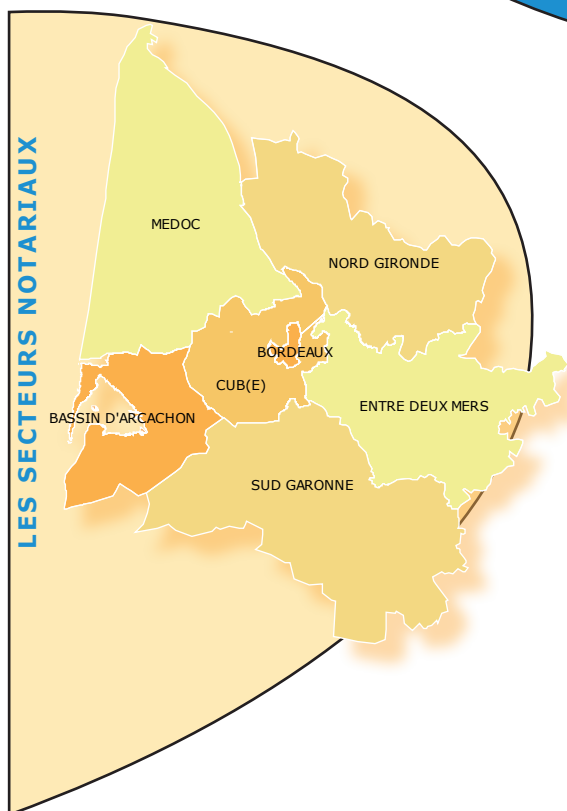 LES SECTEURS NOTARIAUX
MEDOC
NORD GIRONDE
BORDEAUX
CUB(E)
ENTRE DEUX MERS
BASSIN D'ARCACHON
SUD GARONNE